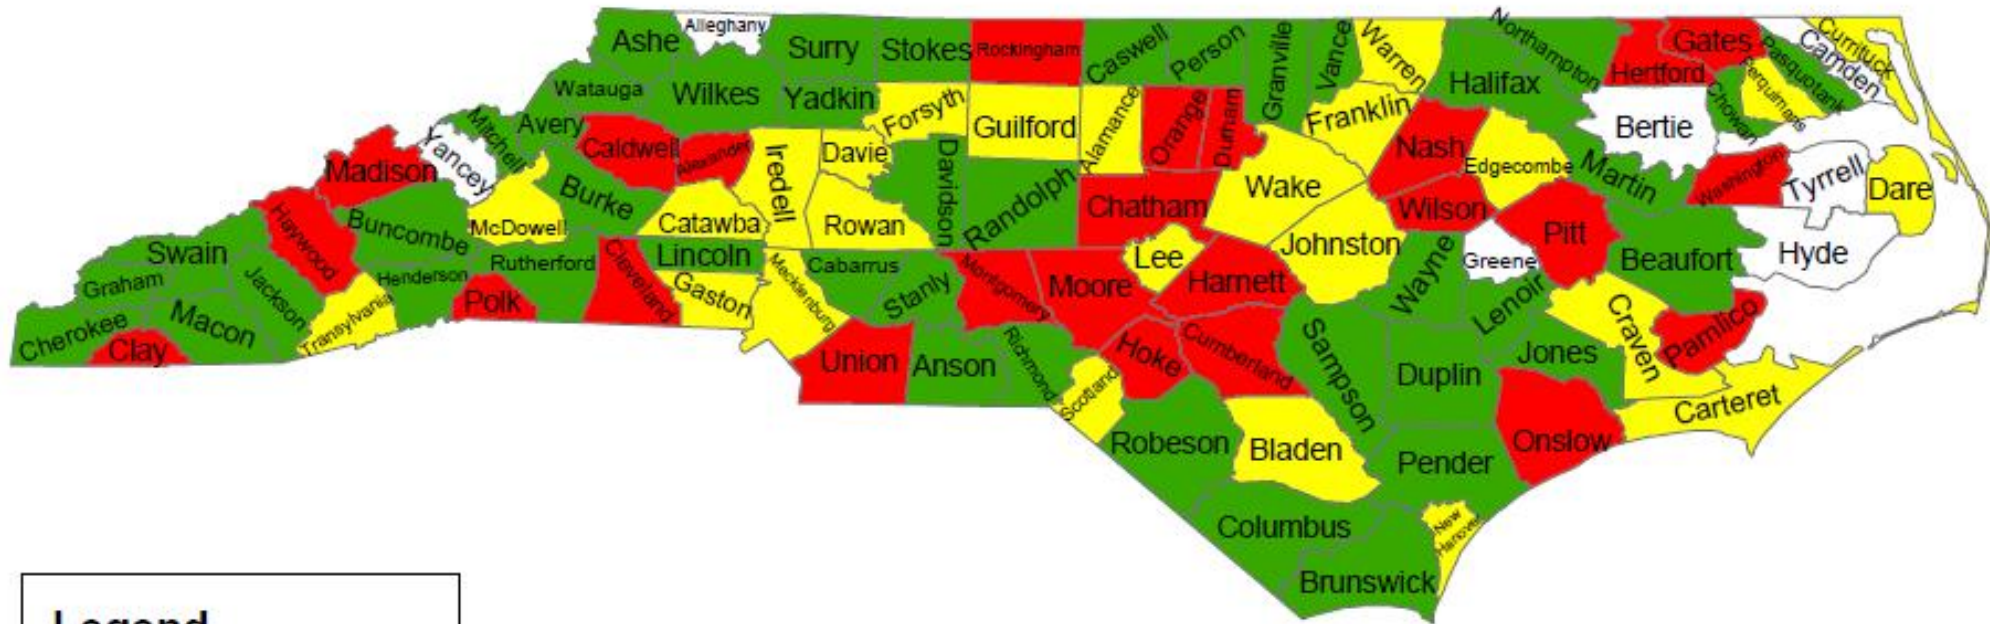 Alleghany
Ashe
Surry
Stokes
Rockingham
Caswell
Person
Granville
Vance
Warren
Northampton
Halifax
Hertford
Gates
Pasquotank
Camden
Currituck
Perquimans
Chowan
Watauga
Wilkes
Yadkin
Forsyth
Guilford
Alamance
Orange
Durham
Franklin
Nash
Edgecombe
Bertie
Martin
Washington
Tyrrell
Dare
Mitchell
Avery
Caldwell
Alexander
Iredell
Davie
Davidson
Randolph
Chatham
Wake
Wilson
Pitt
Beaufort
Hyde
Yancey
Madison
Haywood
Buncombe
McDowell
Burke
Catawba
Rowan
Lee
Johnston
Greene
Wayne
Lenoir
Craven
Pamlico
Swain
Graham
Jackson
Henderson
Rutherford
Lincoln
Cabarrus
Stanly
Montgomery
Moore
Harnett
Cherokee
Clay
Macon
Transylvania
Polk
Cleveland
Gaston
Mecklenburg
Union
Anson
Richmond
Scotland
Hoke
Cumberland
Sampson
Duplin
Jones
Carteret
Onslow
Robeson
Bladen
Pender
Columbus
New
Hanover
Brunswick
Legend